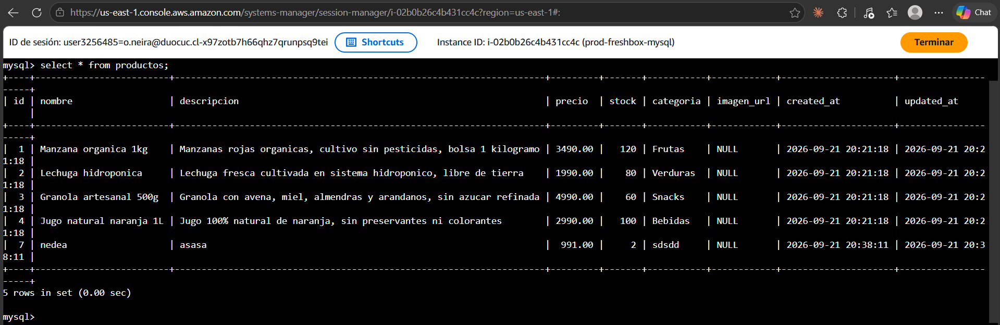 https://us-east-1.console.aws.amazon.com/systems-manager/session-manager/i-02b0b26c4b431cc4c?region=us-east-1#:
Chat
ID de sesión: user3256485=o.neira@duocuc.cl-x97zotb7h66qhz7qrunpsq9tei Shortcuts Instance ID: i-02b0b26c4b431cc4c (prod-freshbox-mysql) Terminar
mysql> select * from productos;
+----+-------------------------+---------------------------------------------------------------------+---------+-------+-----------+------------+---------------------+----------------
-----+
| id | nombre                  | descripcion                                                         | precio  | stock | categoria | imagen_url | created_at          | updated_at
     |
+----+-------------------------+---------------------------------------------------------------------+---------+-------+-----------+------------+---------------------+----------------
-----+
|  1 | Manzana organica 1kg    | Manzanas rojas organicas, cultivo sin pesticidas, bolsa 1 kilogramo | 3490.00 |   120 | Frutas    | NULL       | 2026-09-21 20:21:18 | 2026-09-21 20:2
1:18 |
|  2 | Lechuga hidroponica     | Lechuga fresca cultivada en sistema hidroponico, libre de tierra    | 1990.00 |    80 | Verduras  | NULL       | 2026-09-21 20:21:18 | 2026-09-21 20:2
1:18 |
|  3 | Granola artesanal 500g  | Granola con avena, miel, almendras y arandanos, sin azucar refinada | 4990.00 |    60 | Snacks    | NULL       | 2026-09-21 20:21:18 | 2026-09-21 20:2
1:18 |
|  4 | Jugo natural naranja 1L | Jugo 100% natural de naranja, sin preservantes ni colorantes        | 2990.00 |   100 | Bebidas   | NULL       | 2026-09-21 20:21:18 | 2026-09-21 20:2
1:18 |
|  7 | nedea                   | asasa                                                               |  991.00 |     2 | sdsdd     | NULL       | 2026-09-21 20:38:11 | 2026-09-21 20:3
8:11 |
+----+-------------------------+---------------------------------------------------------------------+---------+-------+-----------+------------+---------------------+----------------
-----+
5 rows in set (0.00 sec)
mysql>